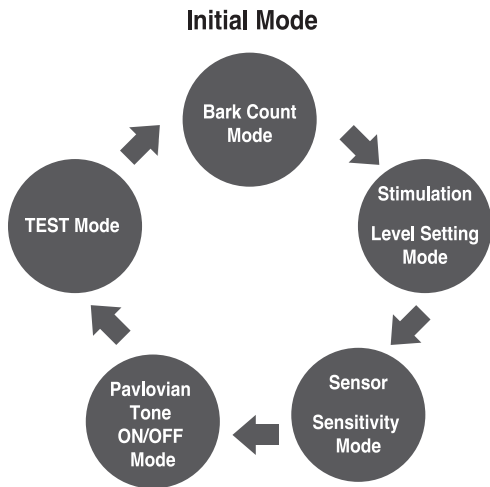 Initial Mode
Bark Count
Mode
Stimulation
Level Setting
Mode
Sensor
Sensitivity
Mode
Pavlovian
Tone
ON/OFF
Mode
TEST Mode